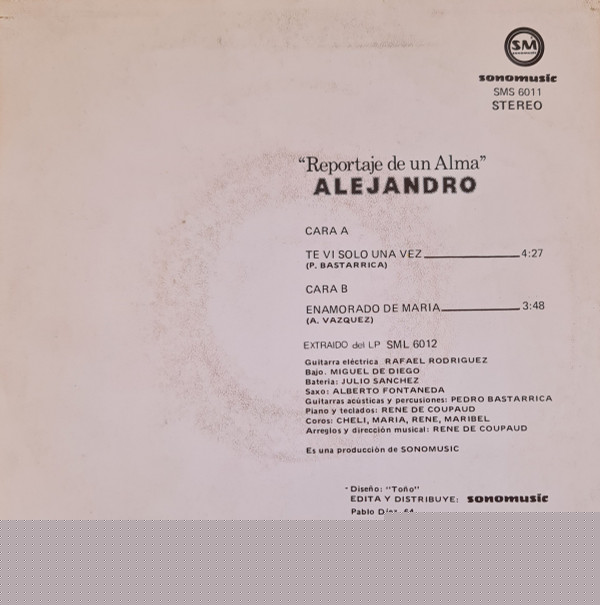 SM
sonomusic
SMS 6011
STEREO
"Reportaje de un Alma"
ALEJANDRO
CARA A
TE VI SOLO UNA VEZ 4:27
(P. BASTARRICA)
CARA B
ENAMORADO DE MARIA 3:48
(A. VAZQUEZ)
EXTRAIDO del LP SML 6012
Guitarra eléctrica RAFAEL RODRIGUEZ
Bajo. MIGUEL DE DIEGO
Bateria: JULIO SANCHEZ
Saxo: ALBERTO FONTANEDA
Guitarras acústicas y percusiones: PEDRO BASTARRICA
Piano y teclados: RENE DE COUPAUD
Coros: CHELI, MARIA, RENE, MARIBEL
Arreglos y dirección musical: RENE DE COUPAUD
Es una producción de SONOMUSIC
- Diseño: "Toño"
EDITA Y DISTRIBUYE: sonomusic
Pablo